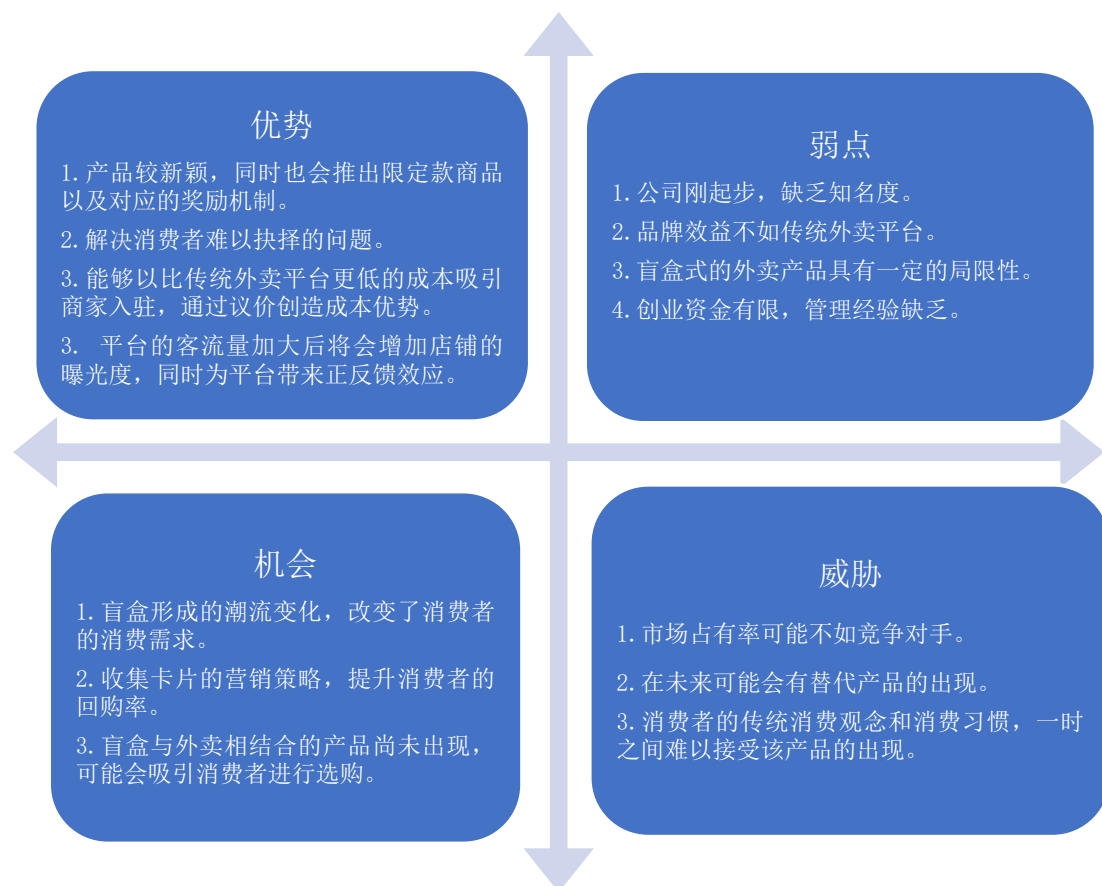 优势
1.产品较新颖，同时也会推出限定款商品
以及对应的奖励机制。
2.解决消费者难以抉择的问题。
3.能够以比传统外卖平台更低的成本吸引
商家入驻，通过议价创造成本优势。
3. 平台的客流量加大后将会增加店铺的
曝光度，同时为平台带来正反馈效应。
弱点
1.公司刚起步，缺乏知名度。
2.品牌效益不如传统外卖平台。
3.盲盒式的外卖产品具有一定的局限性。
4.创业资金有限，管理经验缺乏。
机会
1.盲盒形成的潮流变化，改变了消费者
的消费需求。
2.收集卡片的营销策略，提升消费者的
回购率。
3.盲盒与外卖相结合的产品尚未出现，
可能会吸引消费者进行选购。
威胁
1.市场占有率可能不如竞争对手。
2.在未来可能会有替代产品的出现。
3.消费者的传统消费观念和消费习惯，一时
之间难以接受该产品的出现。